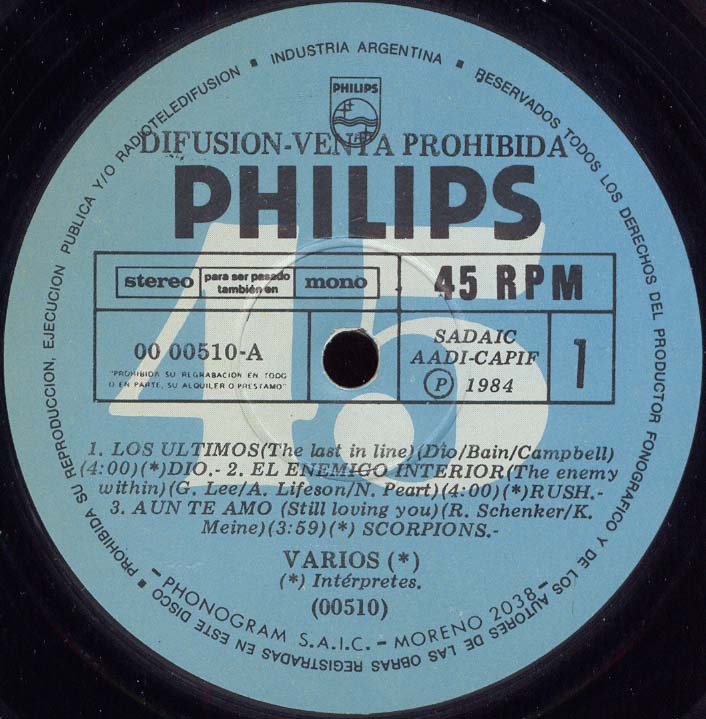 INDUSTRIA ARGENTINA ▪ RESERVADOS TODOS LOS DERECHOS DEL PRODUCTOR FONOGRAFICO Y DE LOS AUTORES DE LAS OBRAS REGISTRADAS EN ESTE DISCO ▪ PROHIBIDA SU REPRODUCCION, EJECUCION PUBLICA Y/O RADIOTELEDIFUSION ▪
PHILIPS
DIFUSION-VENTA PROHIBIDA
PHILIPS
45
stereo para ser pasado también en mono
45 RPM
00 00510-A
"PROHIBIDA SU REGRABACION EN TODO
O EN PARTE, SU ALQUILER O PRESTAMO"
SADAIC
AADI-CAPIF
Ⓟ 1984
1
1. LOS ULTIMOS(The last in line)(Dio/Bain/Campbell)
(4:00)(*)DIO.- 2. EL ENEMIGO INTERIOR(The enemy
within)(G. Lee/A. Lifeson/N. Peart)(4:00)(*)RUSH.-
3. AUN TE AMO (Still loving you)(R. Schenker/K.
Meine)(3:59)(*) SCORPIONS.-
VARIOS (*)
(*) Intérpretes.
(00510)
- PHONOGRAM S.A.I.C. - MORENO 2038 -